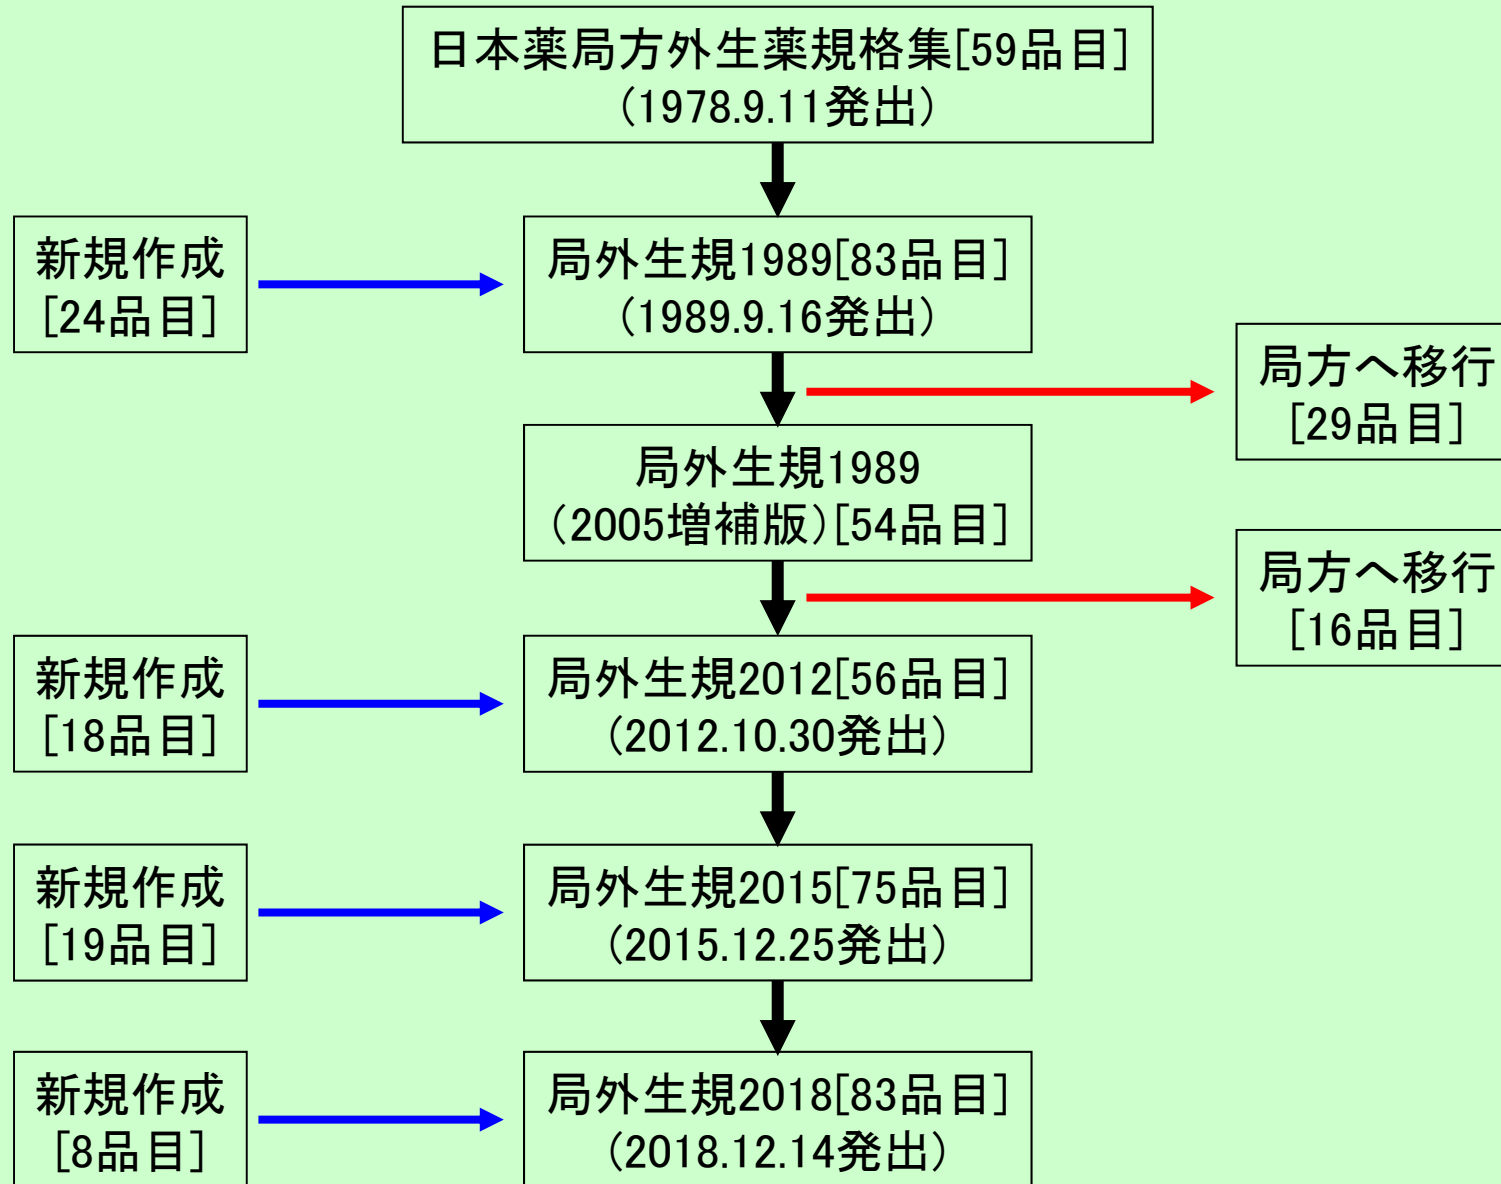 日本薬局方外生薬規格集[59品目]
（1978.9.11発出）
新規作成
[24品目]
局外生規1989[83品目]
（1989.9.16発出）
局方へ移行
[29品目]
局外生規1989
（2005増補版）[54品目]
局方へ移行
[16品目]
新規作成
[18品目]
局外生規2012[56品目]
（2012.10.30発出）
新規作成
[19品目]
局外生規2015[75品目]
（2015.12.25発出）
新規作成
[8品目]
局外生規2018[83品目]
（2018.12.14発出）